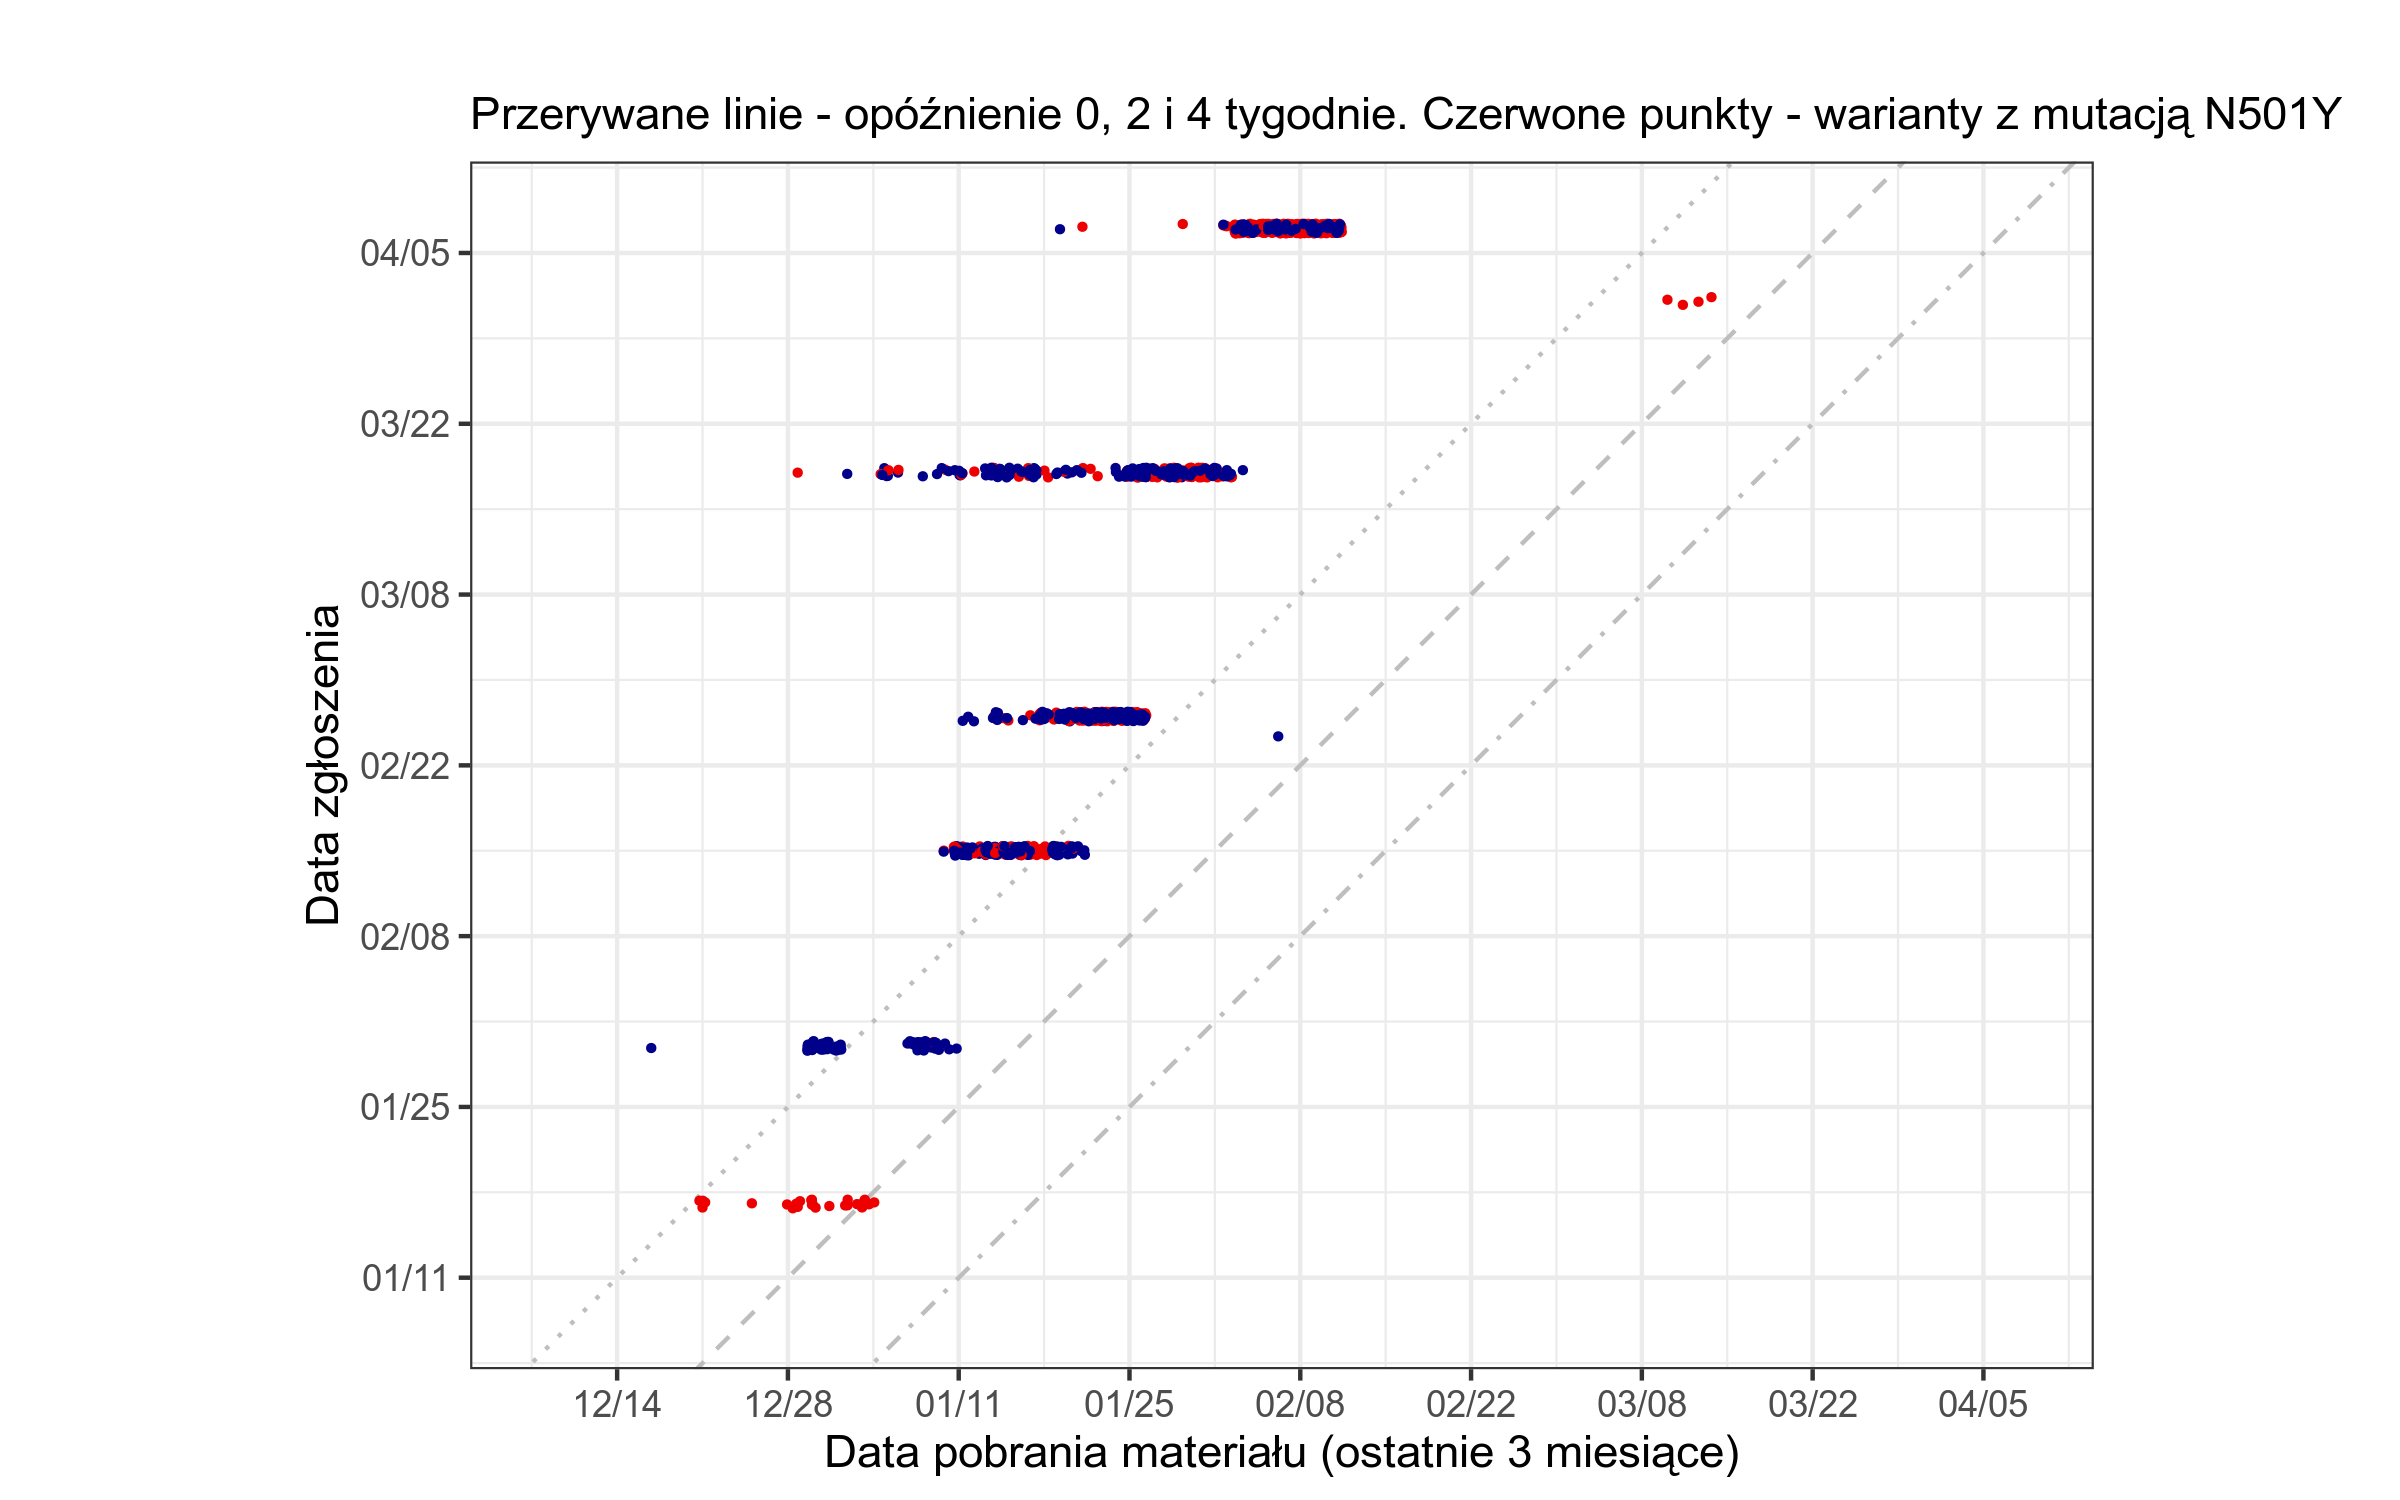 Przerywane linie - opóźnienie 0, 2 i 4 tygodnie. Czerwone punkty - warianty z mutacją N501Y
Data zgłoszenia
04/05
03/22
03/08
02/22
02/08
01/25
01/11
12/14 12/28 01/11 01/25 02/08 02/22 03/08 03/22 04/05
Data pobrania materiału (ostatnie 3 miesiące)